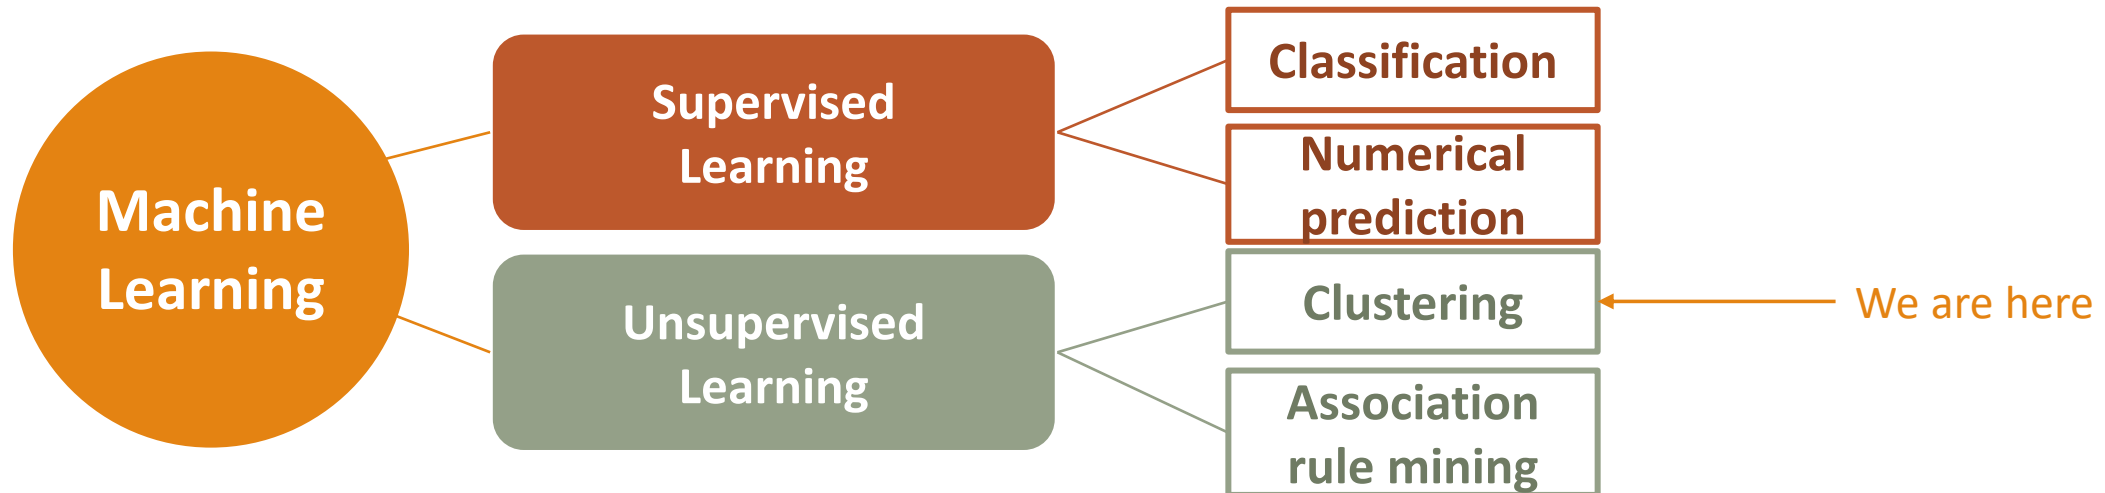 Machine
Learning
Supervised
Learning
Unsupervised
Learning
Classification
Numerical
prediction
Clustering
Association
rule mining
We are here